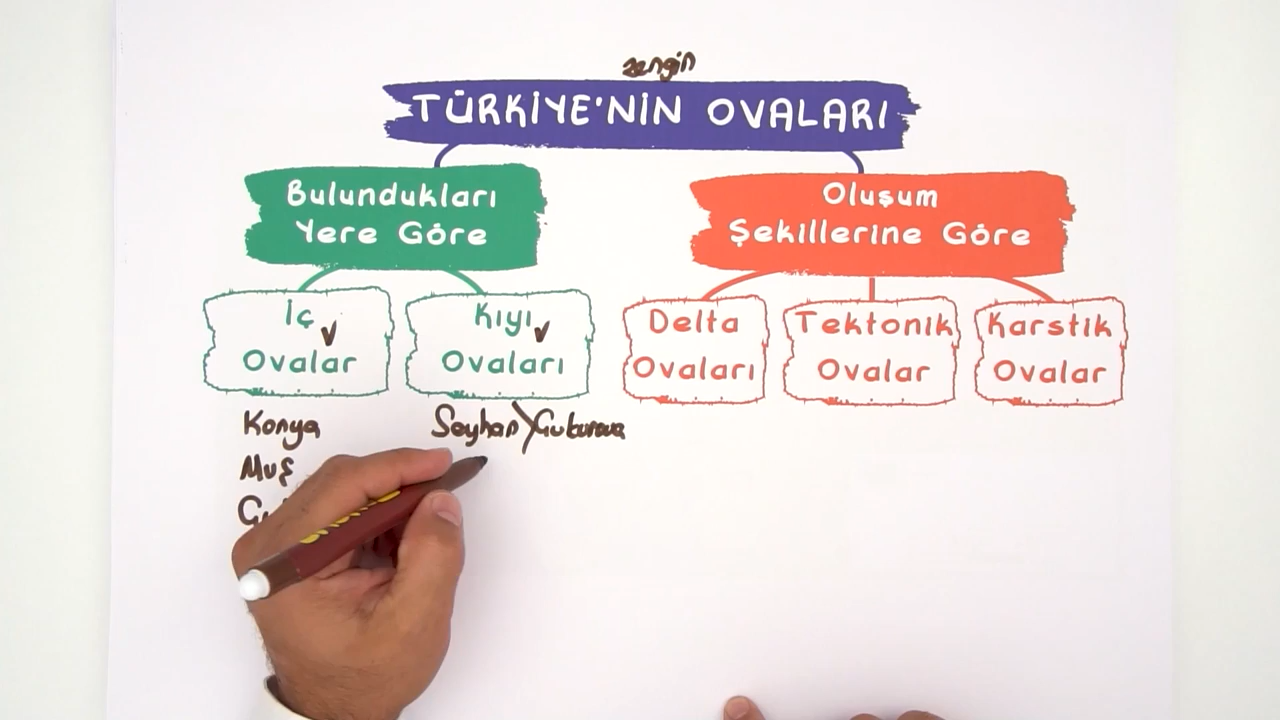 zengin
TÜRKİYE'NİN OVALARI
Bulundukları
Yere Göre
Oluşum
Şekillerine Göre
İç
Ovalar
Kıyı
Ovaları
Delta
Ovaları
Tektonik
Ovalar
Karstik
Ovalar
Konya
Muş
Seyhan
Çukurova